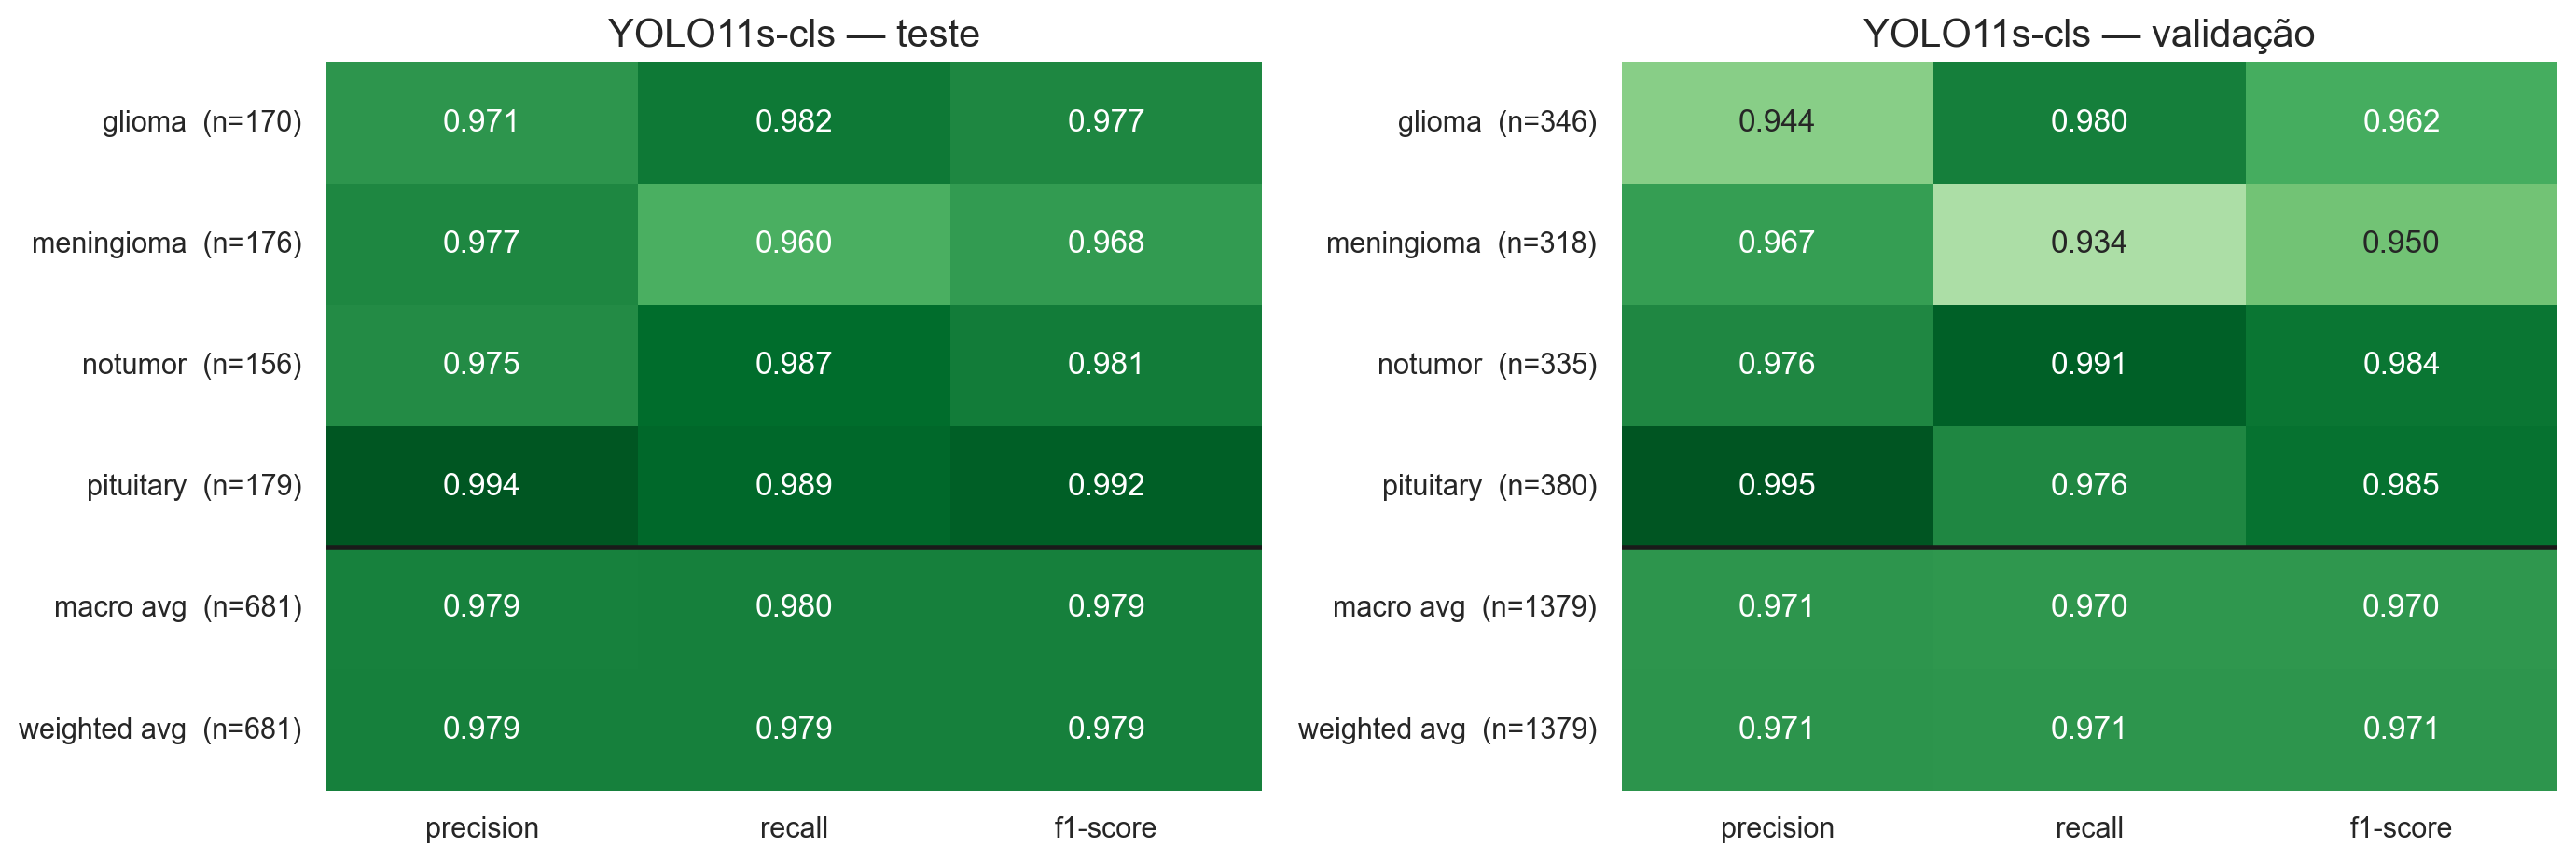 YOLO11s-cls — teste
glioma (n=170) 0.971 0.982 0.977
meningioma (n=176) 0.977 0.960 0.968
notumor (n=156) 0.975 0.987 0.981
pituitary (n=179) 0.994 0.989 0.992
macro avg (n=681) 0.979 0.980 0.979
weighted avg (n=681) 0.979 0.979 0.979
precision recall f1-score
YOLO11s-cls — validação
glioma (n=346) 0.944 0.980 0.962
meningioma (n=318) 0.967 0.934 0.950
notumor (n=335) 0.976 0.991 0.984
pituitary (n=380) 0.995 0.976 0.985
macro avg (n=1379) 0.971 0.970 0.970
weighted avg (n=1379) 0.971 0.971 0.971
precision recall f1-score